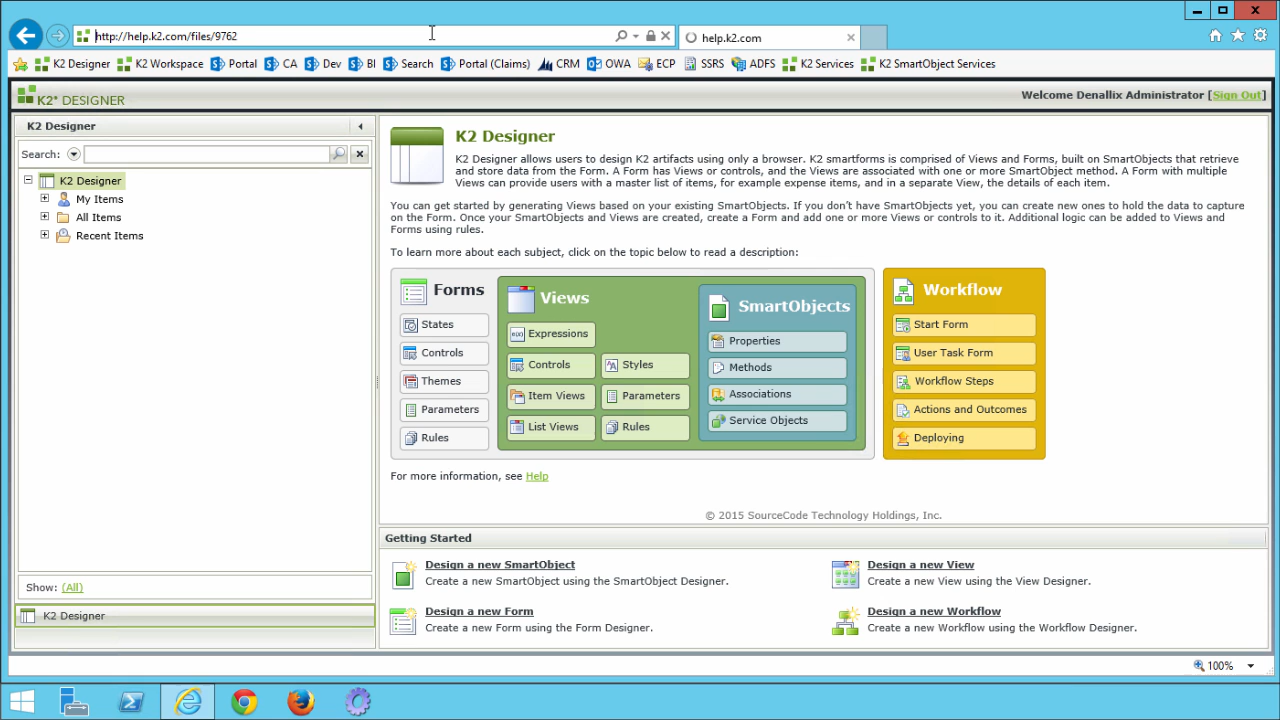 http://help.k2.com/files/9762
help.k2.com
K2 Designer
K2 Workspace
Portal
CA
Dev
BI
Search
Portal (Claims)
CRM
OWA
ECP
SSRS
ADFS
K2 Services
K2 SmartObject Services
K2* DESIGNER
Welcome Denallix Administrator [Sign Out]
K2 Designer
Search:
K2 Designer
My Items
All Items
Recent Items
Show: (All)
K2 Designer
K2 Designer
K2 Designer allows users to design K2 artifacts using only a browser. K2 smartforms is comprised of Views and Forms, built on SmartObjects that retrieve
and store data from the Form. A Form has Views or controls, and the Views are associated with one or more SmartObject method. A Form with multiple
Views can provide users with a master list of items, for example expense items, and in a separate View, the details of each item.
You can get started by generating Views based on your existing SmartObjects. If you don't have SmartObjects yet, you can create new ones to hold the data to capture
on the Form. Once your SmartObjects and Views are created, create a Form and add one or more Views or controls to it. Additional logic can be added to Views and
Forms using rules.
To learn more about each subject, click on the topic below to read a description:
Forms
States
Controls
Themes
Parameters
Rules
Views
Expressions
Controls
Styles
Item Views
Parameters
List Views
Rules
SmartObjects
Properties
Methods
Associations
Service Objects
Workflow
Start Form
User Task Form
Workflow Steps
Actions and Outcomes
Deploying
For more information, see Help
© 2015 SourceCode Technology Holdings, Inc.
Getting Started
Design a new SmartObject
Create a new SmartObject using the SmartObject Designer.
Design a new View
Create a new View using the View Designer.
Design a new Form
Create a new Form using the Form Designer.
Design a new Workflow
Create a new Workflow using the Workflow Designer.
100%